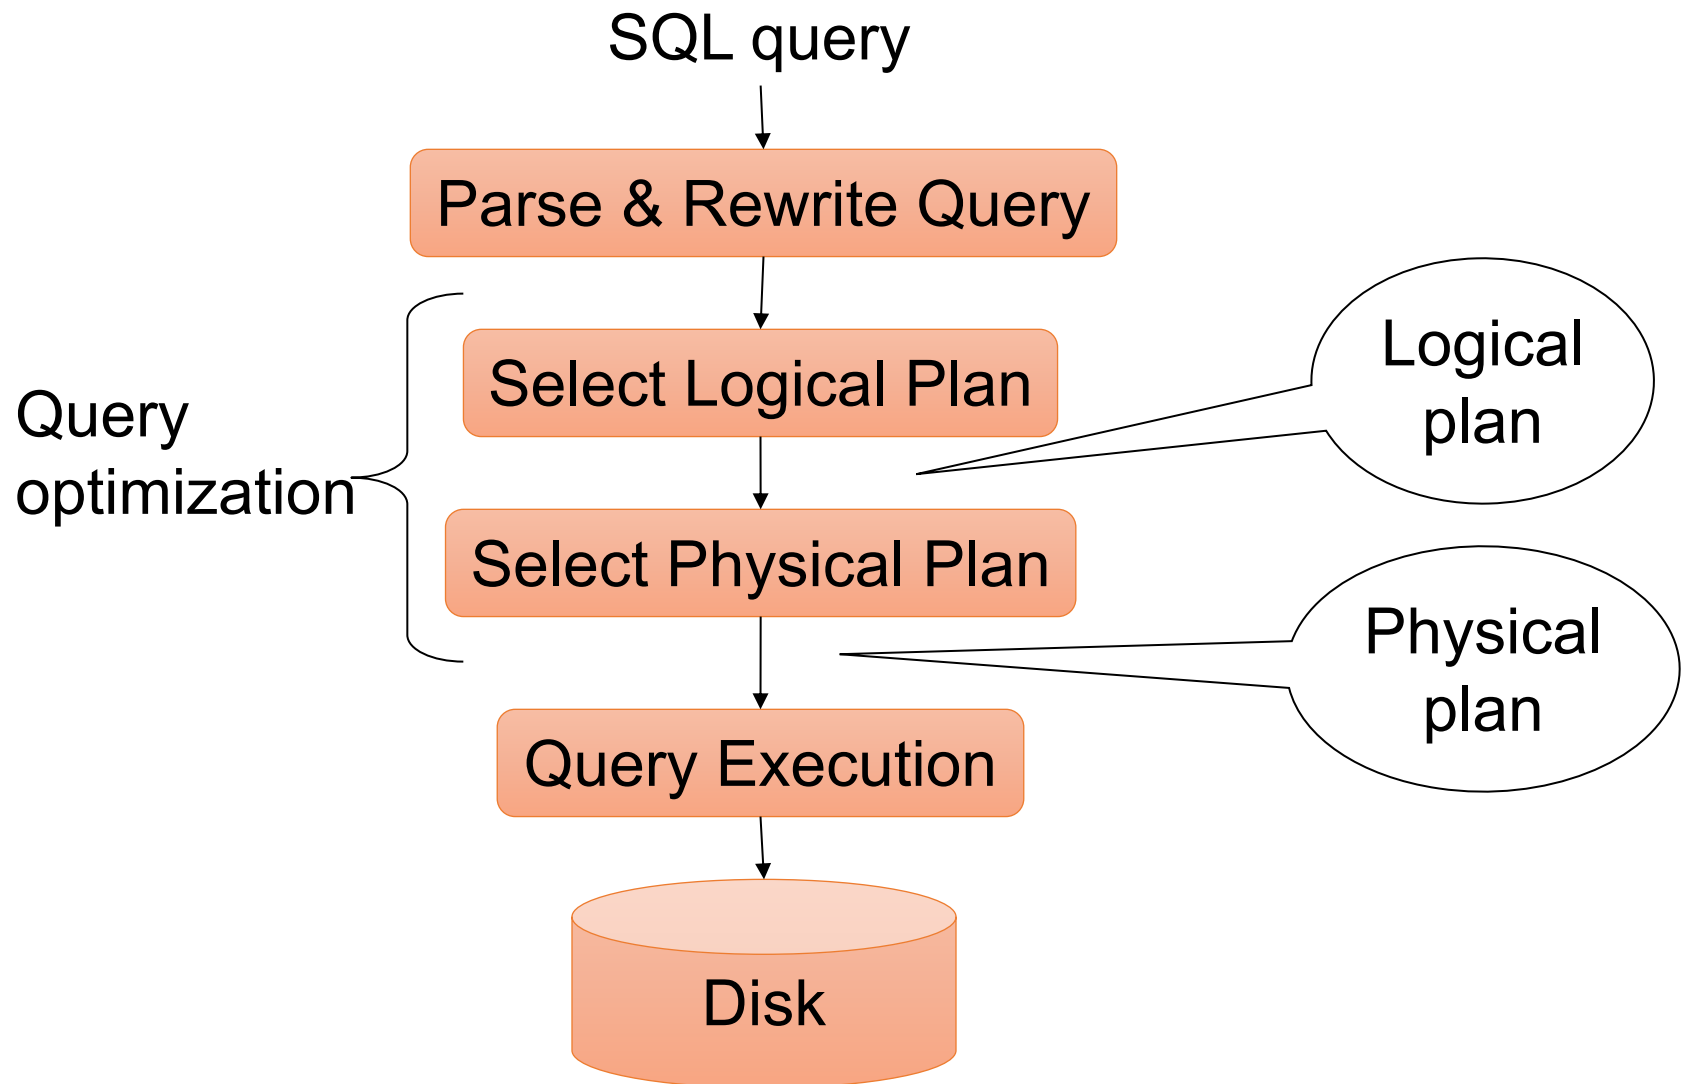 SQL query
Parse & Rewrite Query
Select Logical Plan
Logical
plan
Query
optimization
Select Physical Plan
Physical
plan
Query Execution
Disk